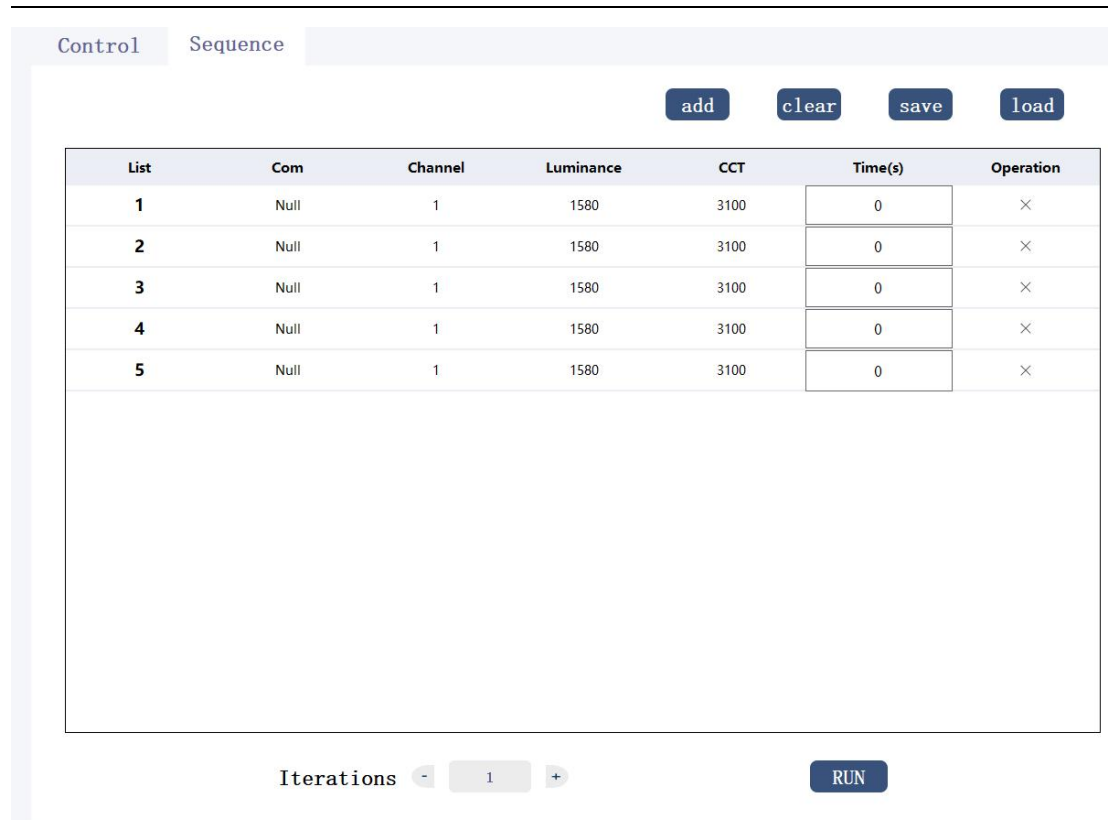 Control Sequence
add clear save load
List Com Channel Luminance CCT Time(s) Operation
1 Null 1 1580 3100 0 ×
2 Null 1 1580 3100 0 ×
3 Null 1 1580 3100 0 ×
4 Null 1 1580 3100 0 ×
5 Null 1 1580 3100 0 ×
Iterations - 1 + RUN